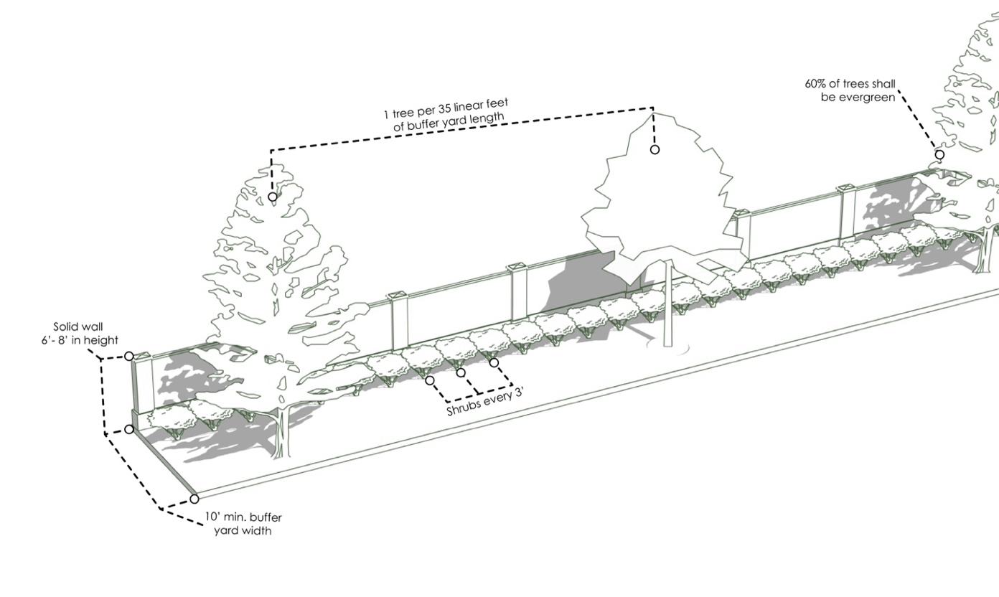 60% of trees shall
be evergreen
1 tree per 35 linear feet
of buffer yard length
Solid wall
6'- 8' in height
Shrubs every 3'
10' min. buffer
yard width